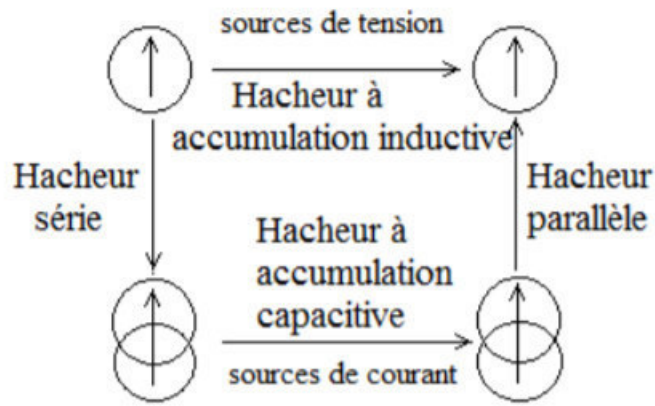 sources de tension
Hacheur à
accumulation inductive
Hacheur
série
Hacheur
parallèle
Hacheur à
accumulation
capacitive
sources de courant